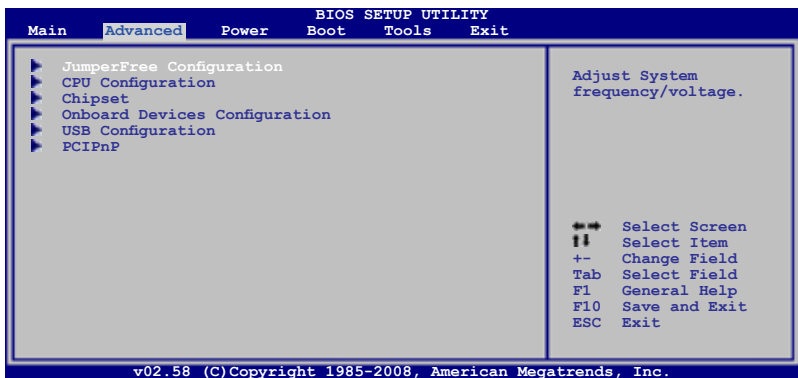 BIOS SETUP UTILITY
Main Advanced Power Boot Tools Exit
JumperFree Configuration
CPU Configuration
Chipset
Onboard Devices Configuration
USB Configuration
PCIPnP
Adjust System
frequency/voltage.
Select Screen
Select Item
+- Change Field
Tab Select Field
F1 General Help
F10 Save and Exit
ESC Exit
v02.58 (C)Copyright 1985-2008, American Megatrends, Inc.